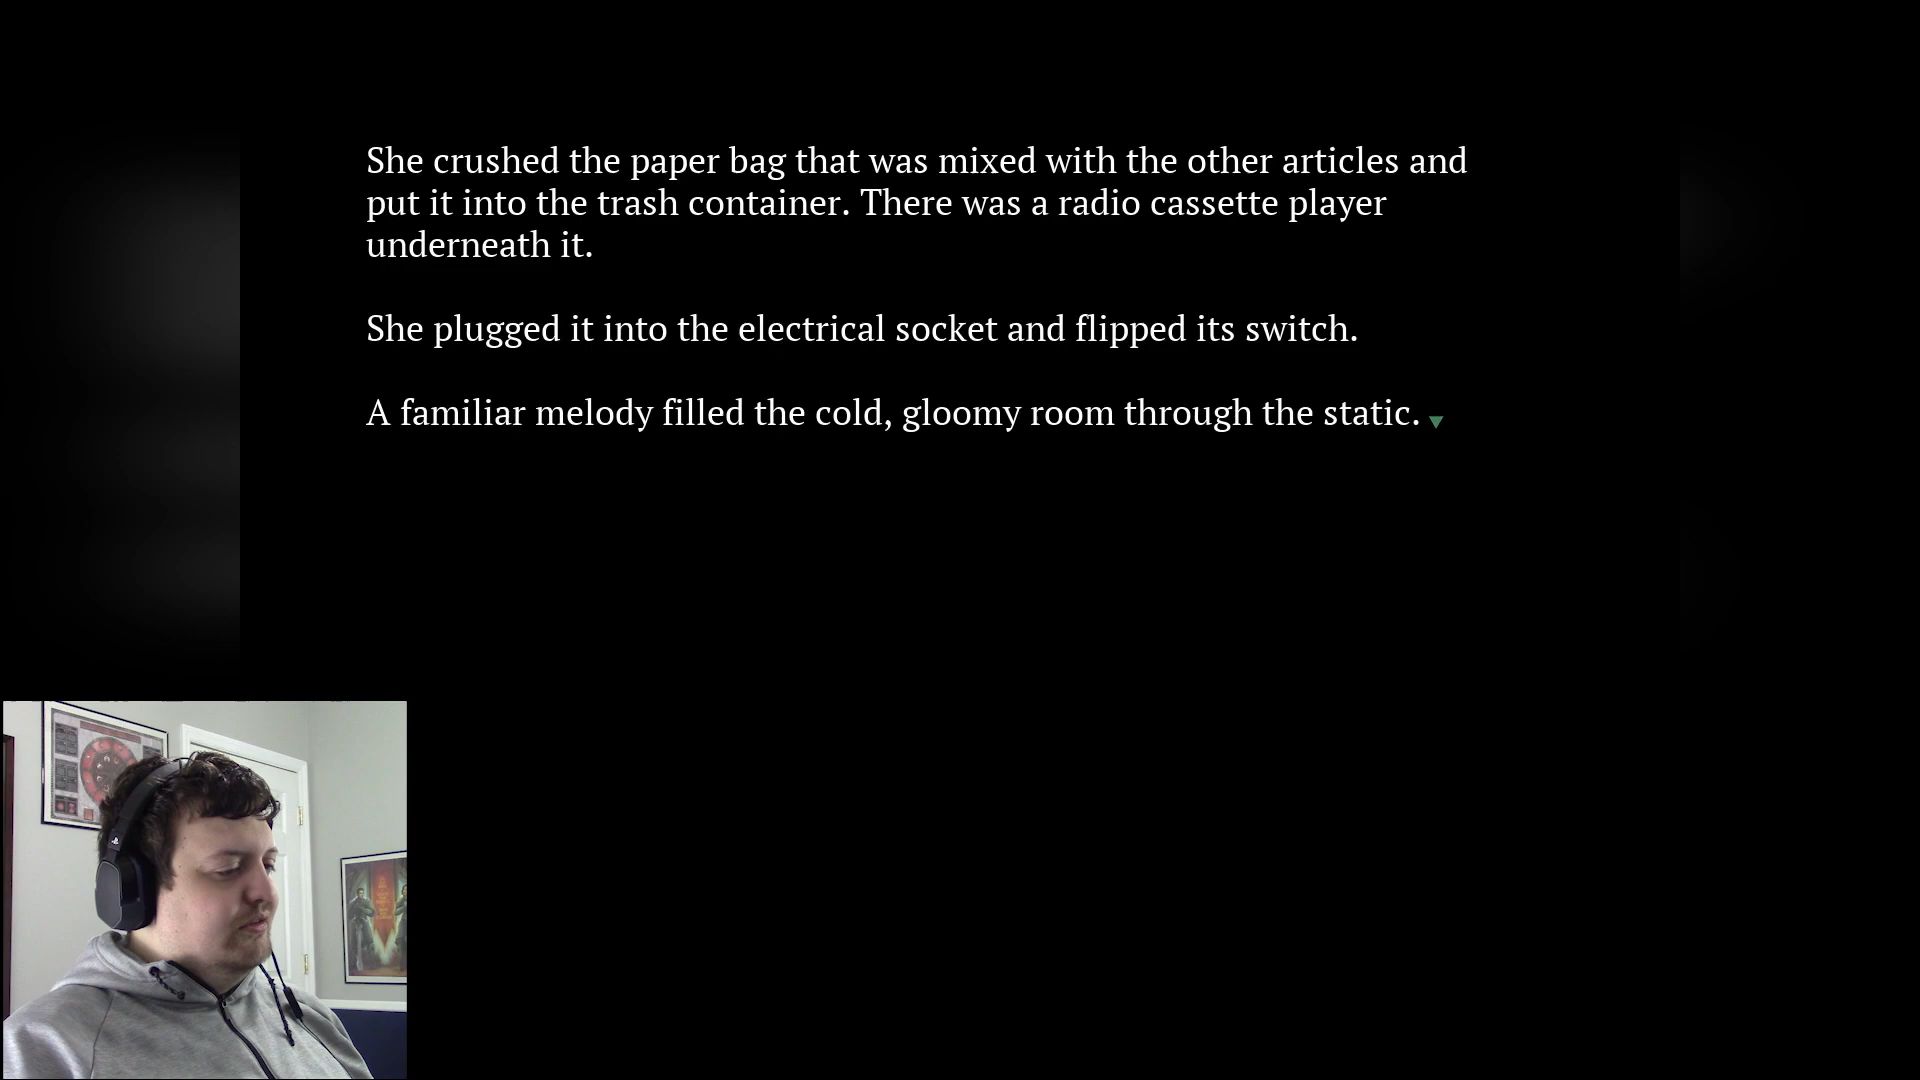 She crushed the paper bag that was mixed with the other articles and
put it into the trash container. There was a radio cassette player
underneath it.
She plugged it into the electrical socket and flipped its switch.
A familiar melody filled the cold, gloomy room through the static.